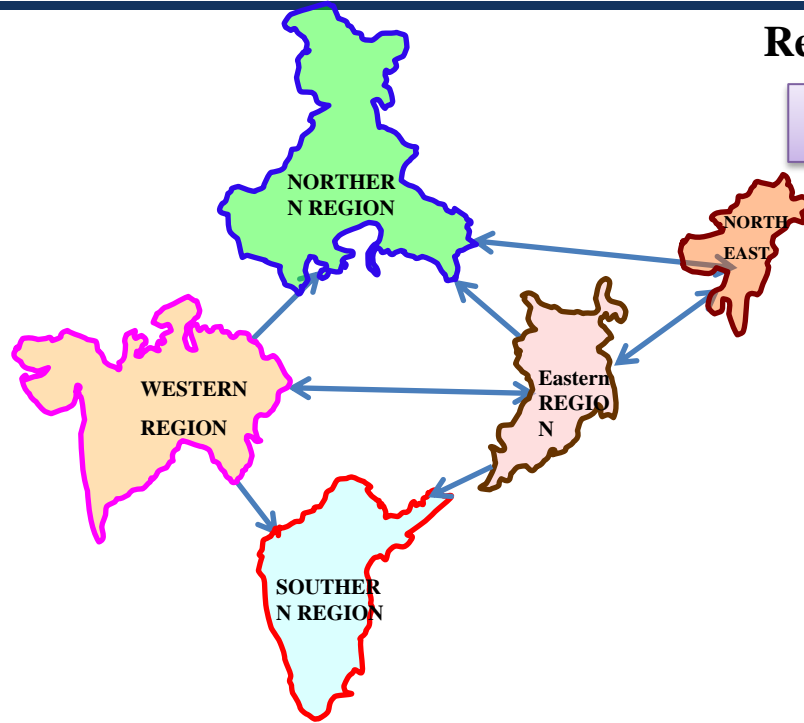 Re
NORTHER
N REGION
NORTH
EAST
WESTERN
REGION
Eastern
REGIO
N
SOUTHER
N REGION